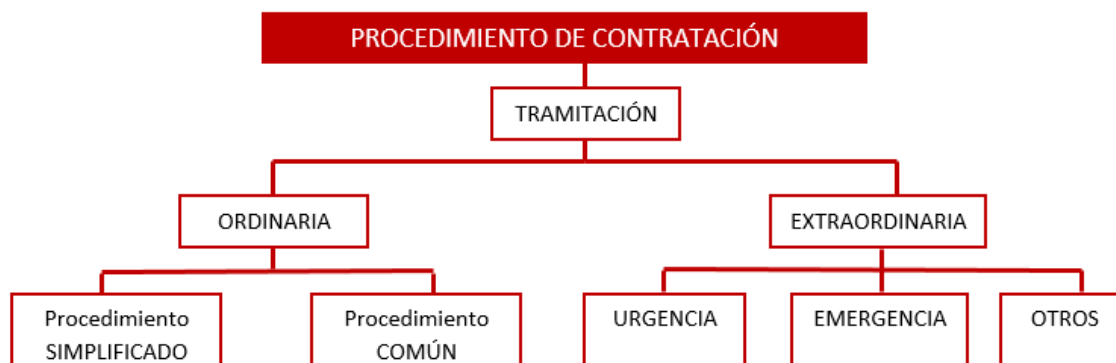 PROCEDIMIENTO DE CONTRATACIÓN
TRAMITACIÓN
ORDINARIA
EXTRAORDINARIA
Procedimiento
SIMPLIFICADO
Procedimiento
COMÚN
URGENCIA
EMERGENCIA
OTROS